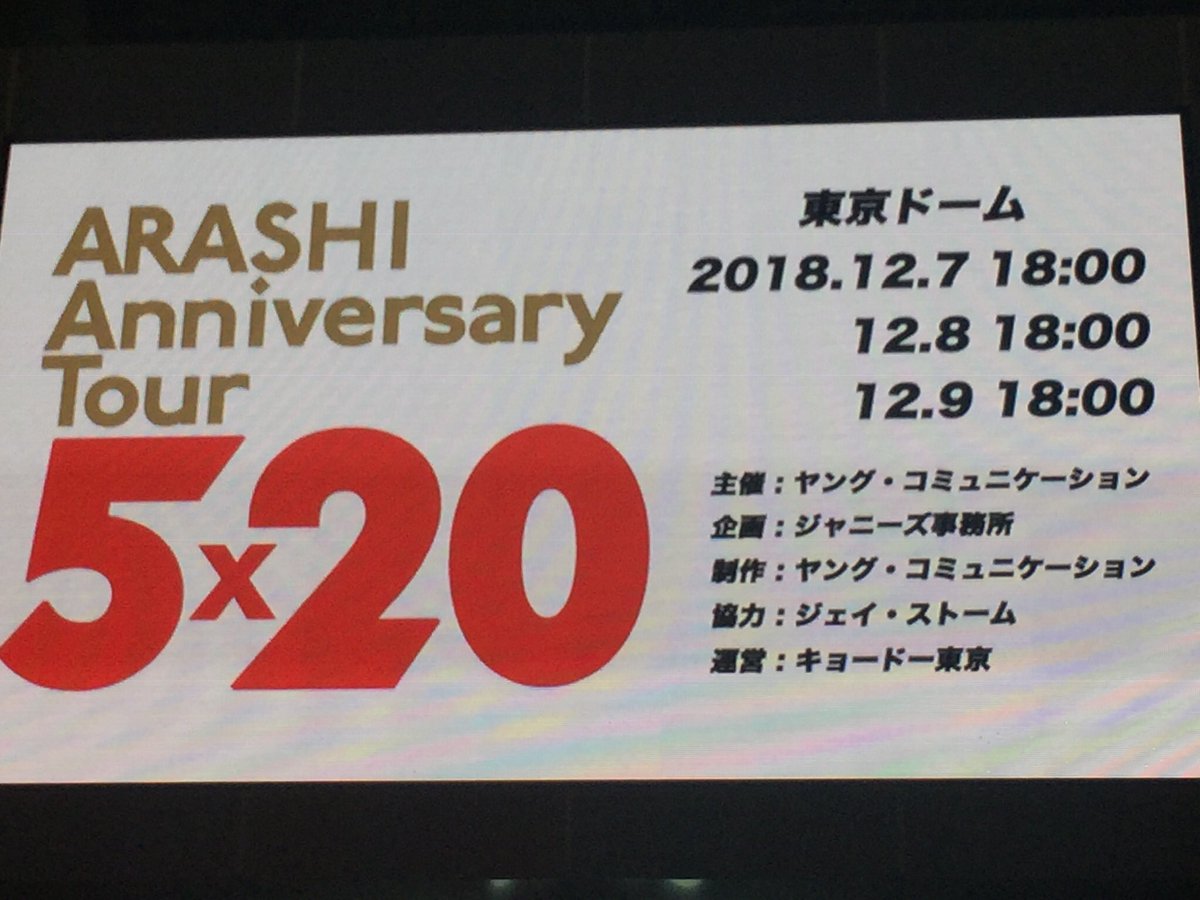 ARASHI
Anniversary
Tour
5x20
東京ドーム
2018.12.7 18:00
12.8 18:00
12.9 18:00
主催：ヤング・コミュニケーション
企画：ジャニーズ事務所
制作：ヤング・コミュニケーション
協力：ジェイ・ストーム
運営：キョードー東京